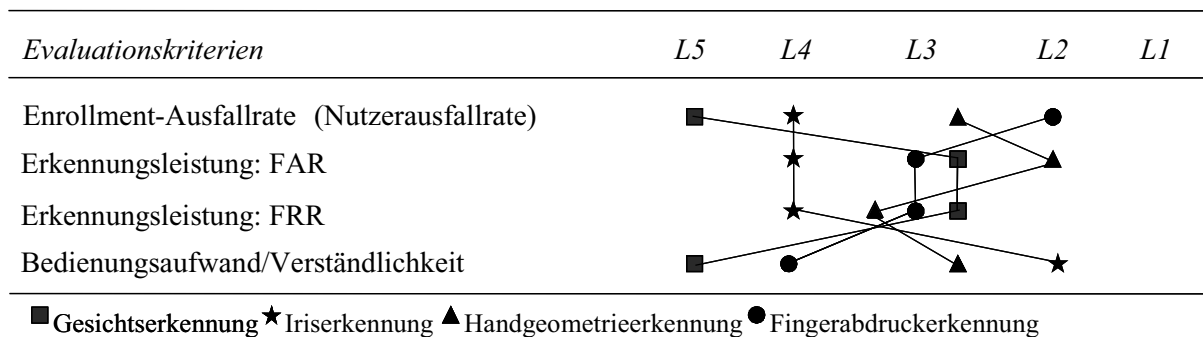 Evaluationskriterien L5 L4 L3 L2 L1
Enrollment-Ausfallrate (Nutzerausfallrate)
Erkennungsleistung: FAR
Erkennungsleistung: FRR
Bedienungsaufwand/Verständlichkeit
Gesichtserkennung Iriserkennung Handgeometrieerkennung Fingerabdruckerkennung